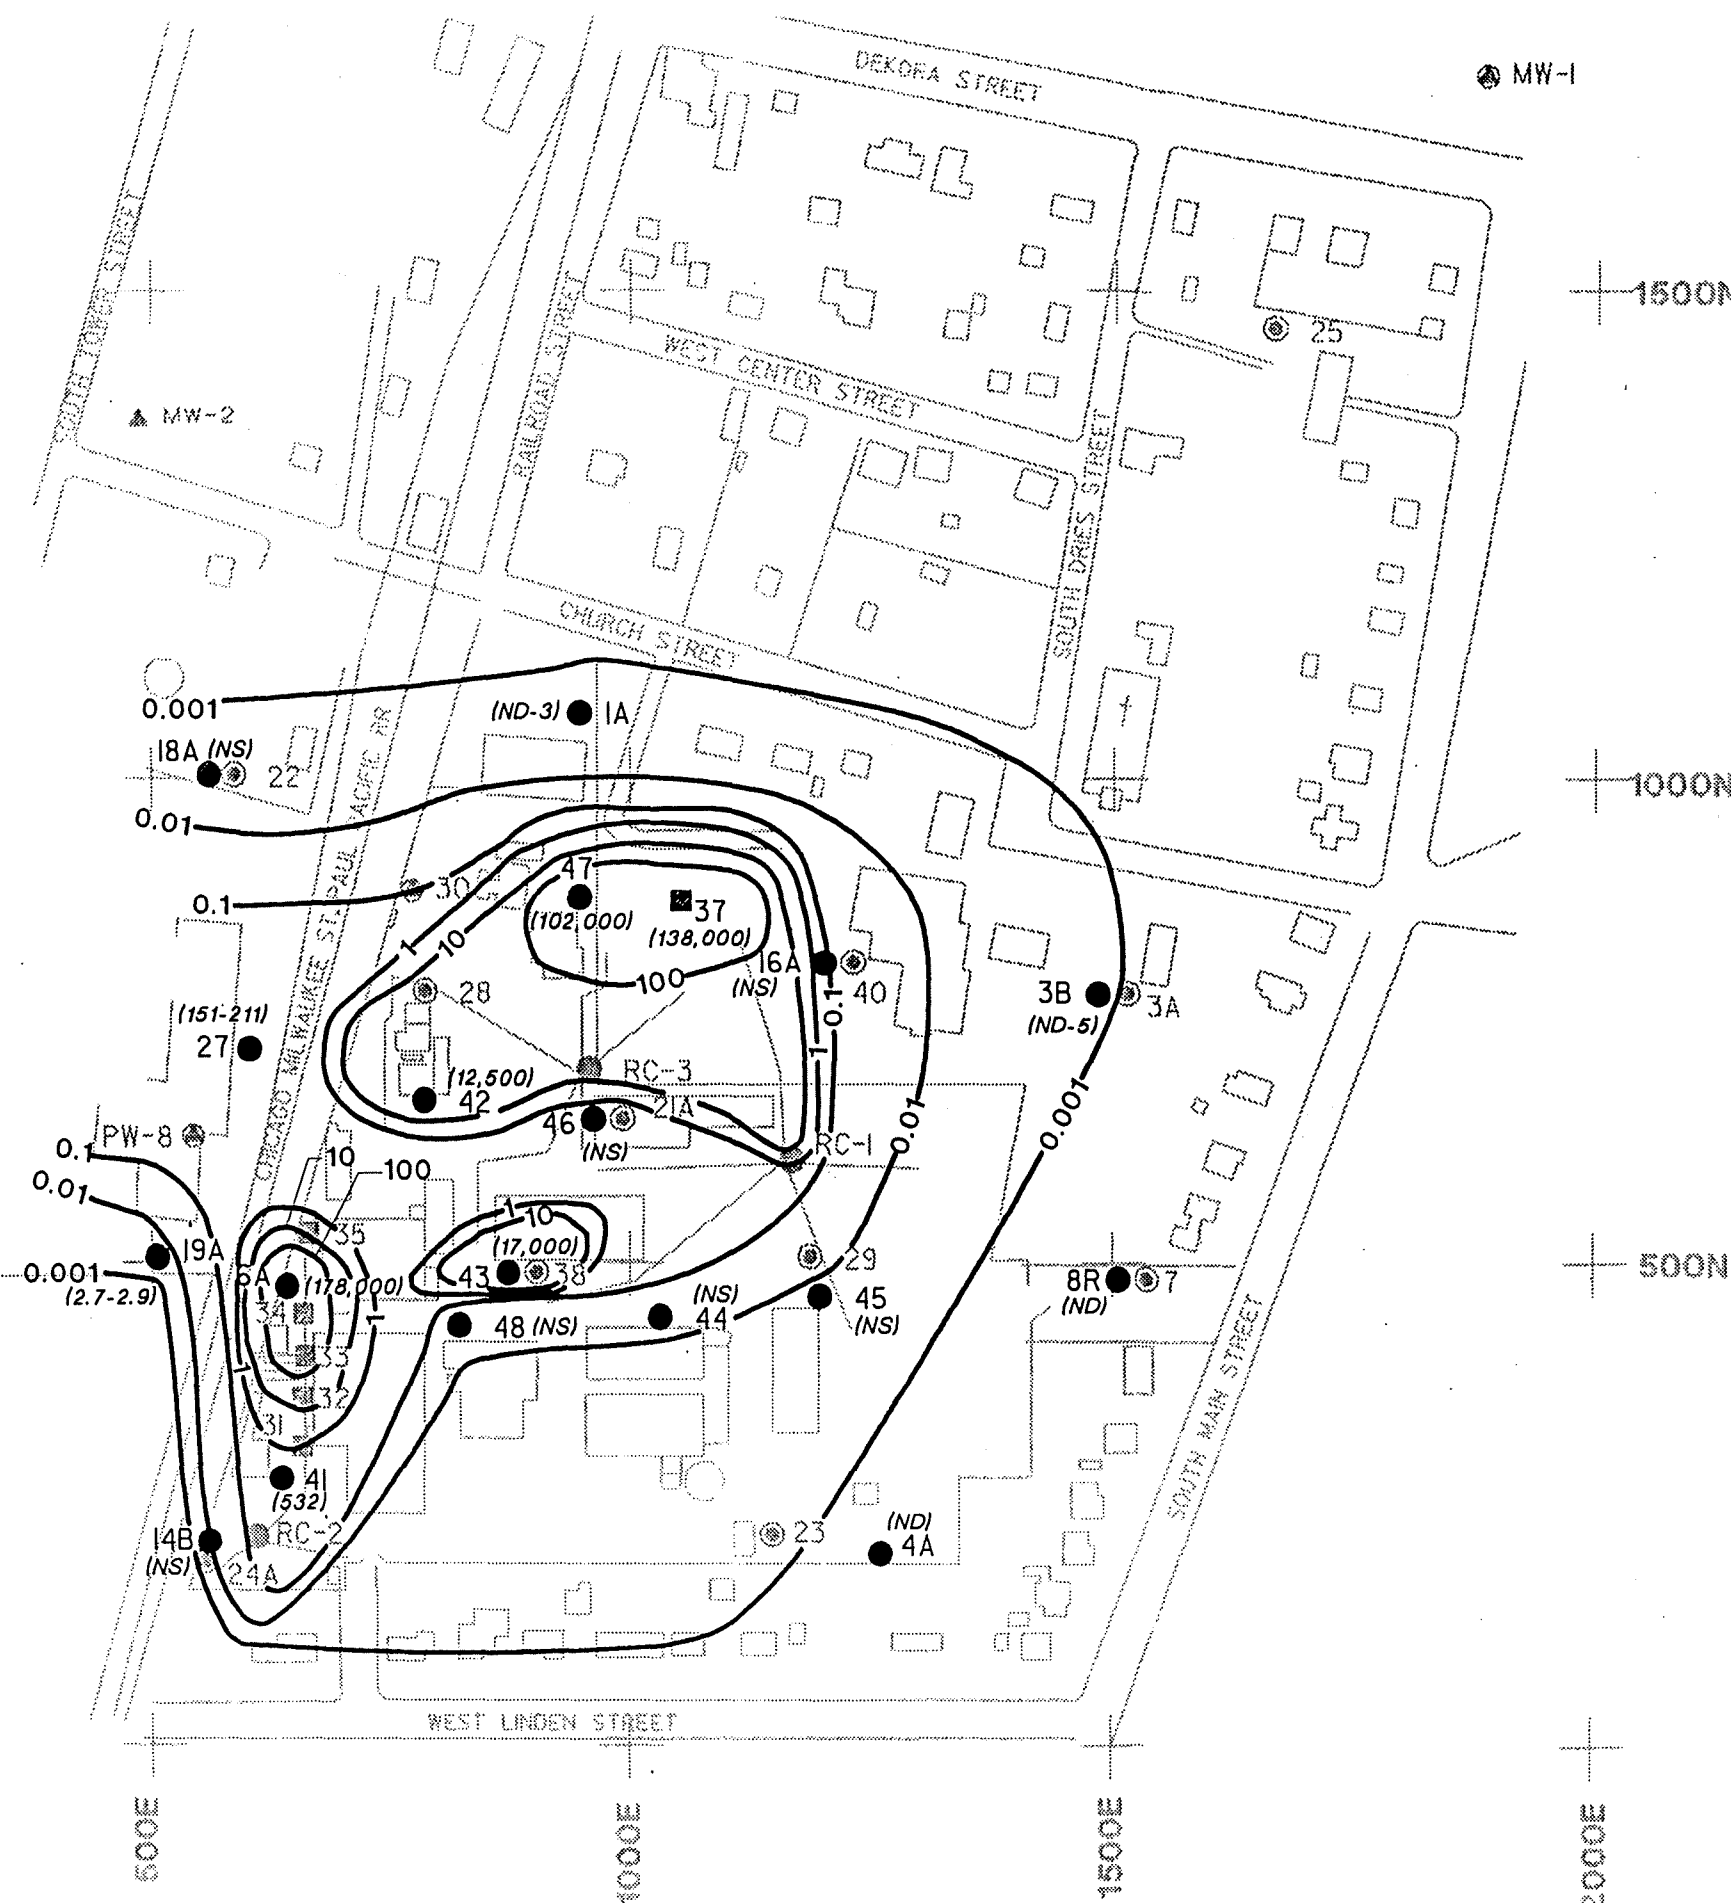 DEKORA STREET
MW-1
1500N
25
SOUTH
STREET
RAILROAD STREET
WEST CENTER STREET
MW-2
SOUTH DRIES STREET
CHURCH STREET
0.001
(ND-3)
1A
18A (NS)
22
1000N
0.01
CHICAGO MILWAUKEE ST. PAUL
RR
0.1
30
47
(102,000)
37
(138,000)
1
10
100
16A
(NS)
40
28
3B
(ND-5)
3A
0.1
(151-211)
27
1
RC-3
(12,500)
42
21A
46
(NS)
0.01
0.001
PW-8
RC-1
0.1
10
100
0.01
35
1
10
(17,000)
43
38
29
19A
0.001
(2.7-2.9)
6A
(178,000)
34
1
(NS)
44
45
(NS)
8R
(ND)
7
500N
48 (NS)
33
1
32
31
41
(532)
SOUTH MAIN STREET
14B
(NS)
RC-2
24A
23
(ND)
4A
WEST LINDEN STREET
1000E
1500E
2000E